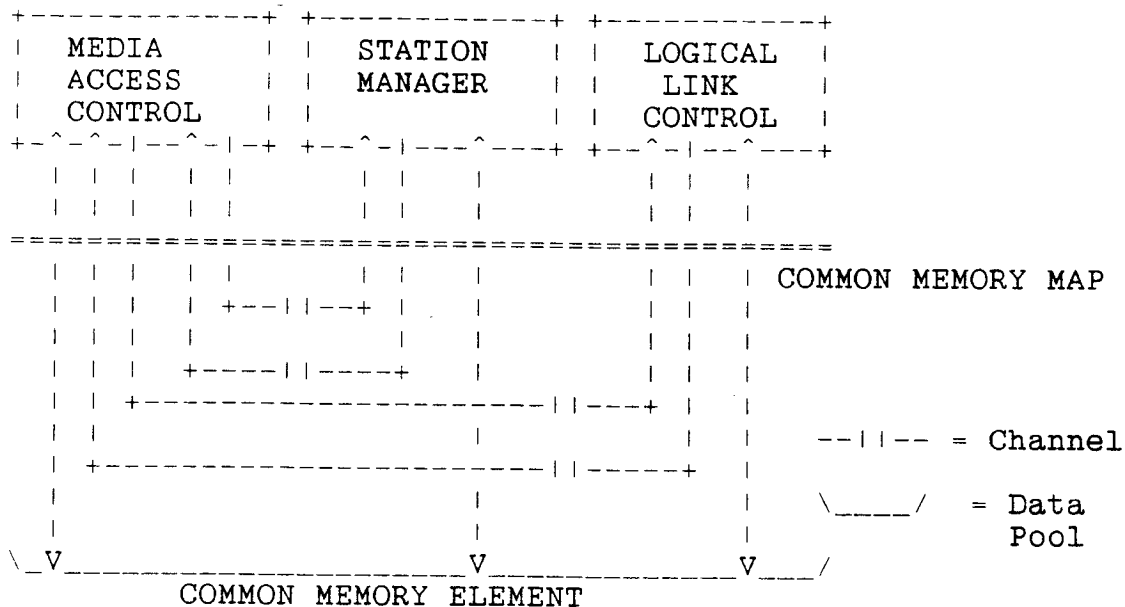 MEDIA ACCESS CONTROL
STATION MANAGER
LOGICAL LINK CONTROL
COMMON MEMORY MAP
--||-- = Channel
\____/ = Data Pool
COMMON MEMORY ELEMENT